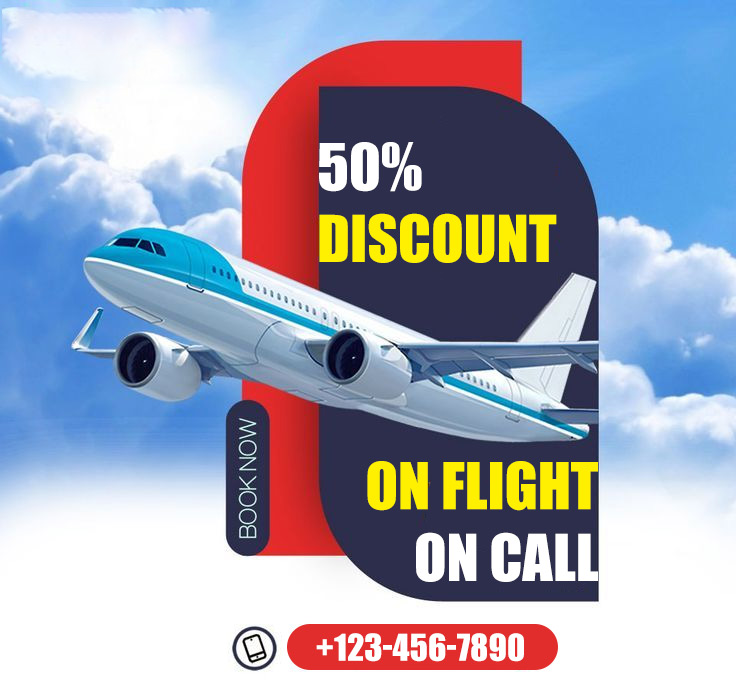 50%
DISCOUNT
BOOK NOW
ON FLIGHT
ON CALL
+123-456-7890